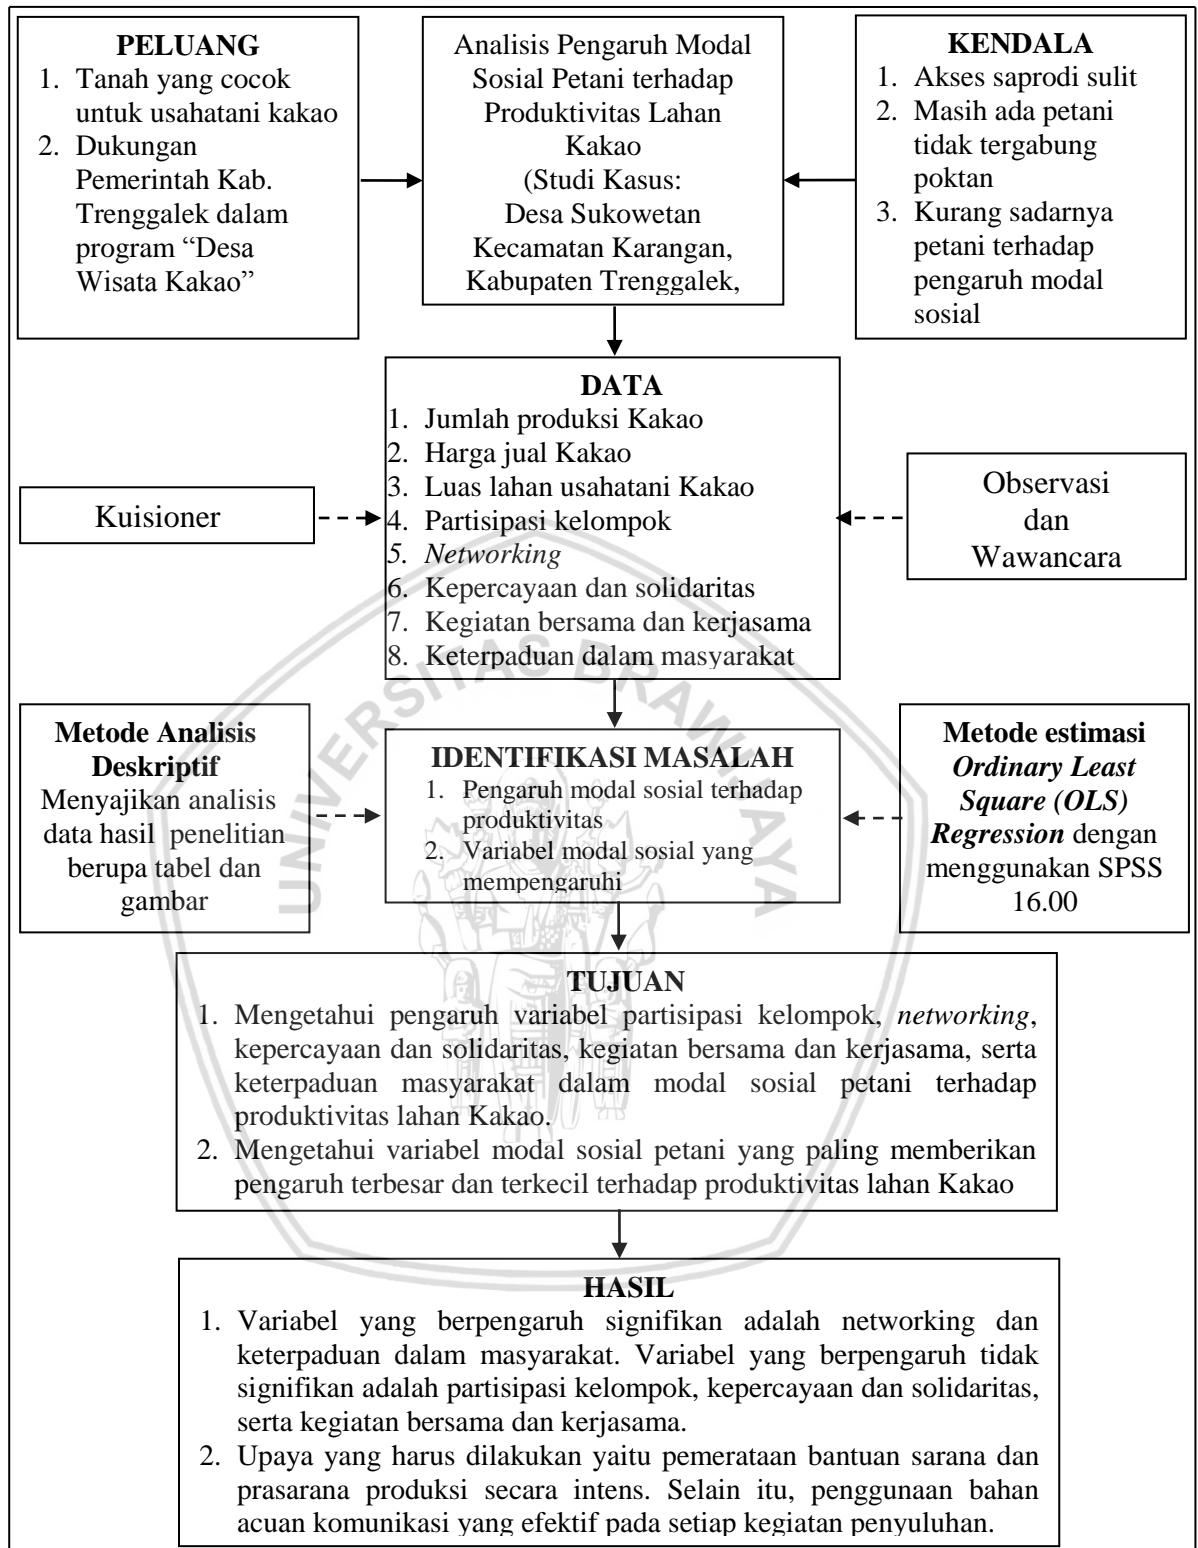 PELUANG
1. Tanah yang cocok
untuk usahatani kakao
2. Dukungan
Pemerintah Kab.
Trenggalek dalam
program “Desa
Wisata Kakao”
Analisis Pengaruh Modal
Sosial Petani terhadap
Produktivitas Lahan
Kakao
(Studi Kasus:
Desa Sukowetan
Kecamatan Karangan,
Kabupaten Trenggalek,
KENDALA
1. Akses saprodi sulit
2. Masih ada petani
tidak tergabung
poktan
3. Kurang sadarnya
petani terhadap
pengaruh modal
sosial
DATA
1. Jumlah produksi Kakao
2. Harga jual Kakao
3. Luas lahan usahatani Kakao
4. Partisipasi kelompok
5. Networking
6. Kepercayaan dan solidaritas
7. Kegiatan bersama dan kerjasama
8. Keterpaduan dalam masyarakat
Kuisioner
Observasi
dan
Wawancara
Metode Analisis
Deskriptif
Menyajikan analisis
data hasil penelitian
berupa tabel dan
gambar
IDENTIFIKASI MASALAH
1. Pengaruh modal sosial terhadap
produktivitas
2. Variabel modal sosial yang
mempengaruhi
Metode estimasi
Ordinary Least
Square (OLS)
Regression dengan
menggunakan SPSS
16.00
TUJUAN
1. Mengetahui pengaruh variabel partisipasi kelompok, networking,
kepercayaan dan solidaritas, kegiatan bersama dan kerjasama, serta
keterpaduan masyarakat dalam modal sosial petani terhadap
produktivitas lahan Kakao.
2. Mengetahui variabel modal sosial petani yang paling memberikan
pengaruh terbesar dan terkecil terhadap produktivitas lahan Kakao
HASIL
1. Variabel yang berpengaruh signifikan adalah networking dan
keterpaduan dalam masyarakat. Variabel yang berpengaruh tidak
signifikan adalah partisipasi kelompok, kepercayaan dan solidaritas,
serta kegiatan bersama dan kerjasama.
2. Upaya yang harus dilakukan yaitu pemerataan bantuan sarana dan
prasarana produksi secara intens. Selain itu, penggunaan bahan
acuan komunikasi yang efektif pada setiap kegiatan penyuluhan.
UNIVERSITAS BRAWIJAYA